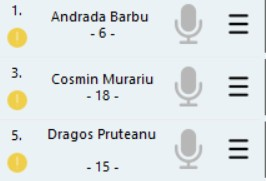 1.
Andrada Barbu
- 6 -
3.
Cosmin Murariu
- 18 -
5.
Dragos Pruteanu
- 15 -